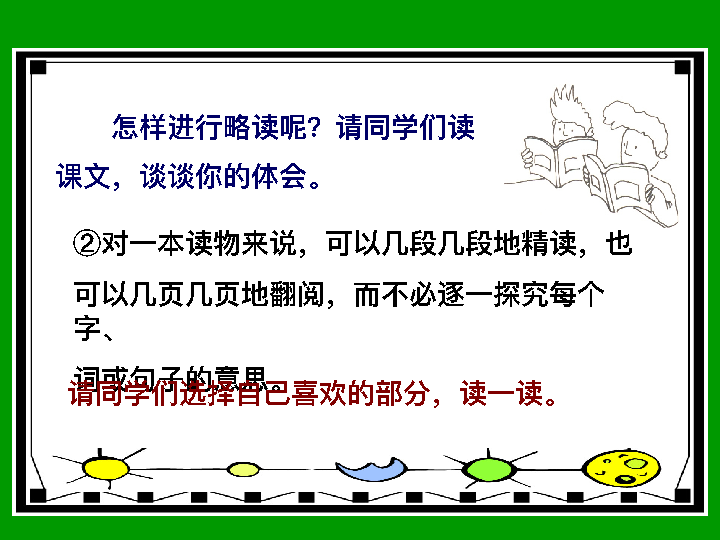 怎样进行略读呢？请同学们读
课文，谈谈你的体会。
②对一本读物来说，可以几段几段地精读，也
可以几页几页地翻阅，而不必逐一探究每个
字、
词或句子的意思。
请同学们选择自己喜欢的部分，读一读。